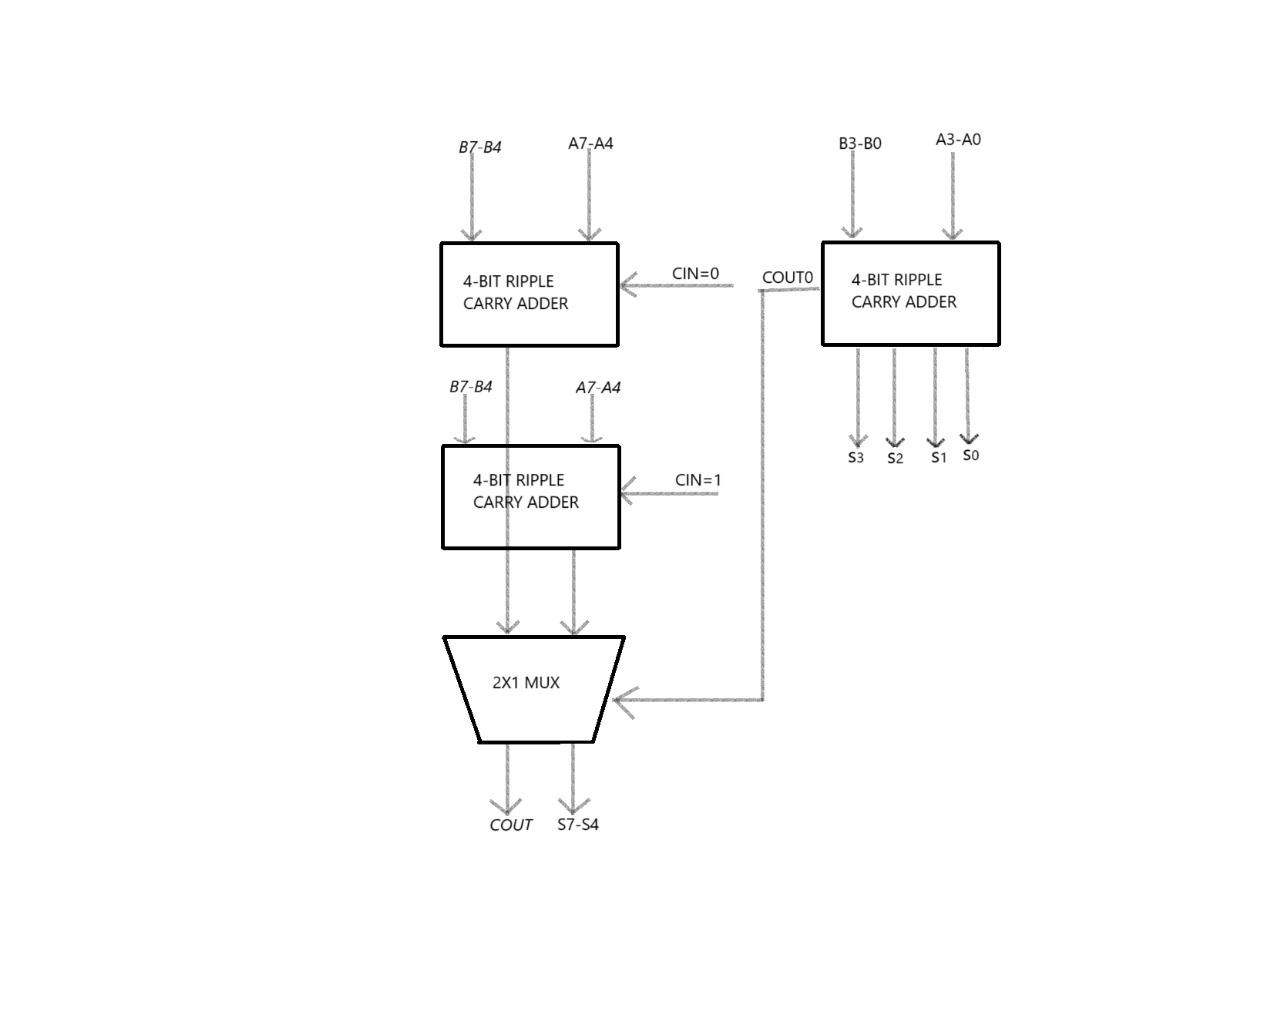 B7-B4
A7-A4
B3-B0
A3-A0
4-BIT RIPPLE
CARRY ADDER
CIN=0
COUT0
4-BIT RIPPLE
CARRY ADDER
B7-B4
A7-A4
4-BIT RIPPLE
CARRY ADDER
CIN=1
S3
S2
S1
S0
2X1 MUX
COUT
S7-S4